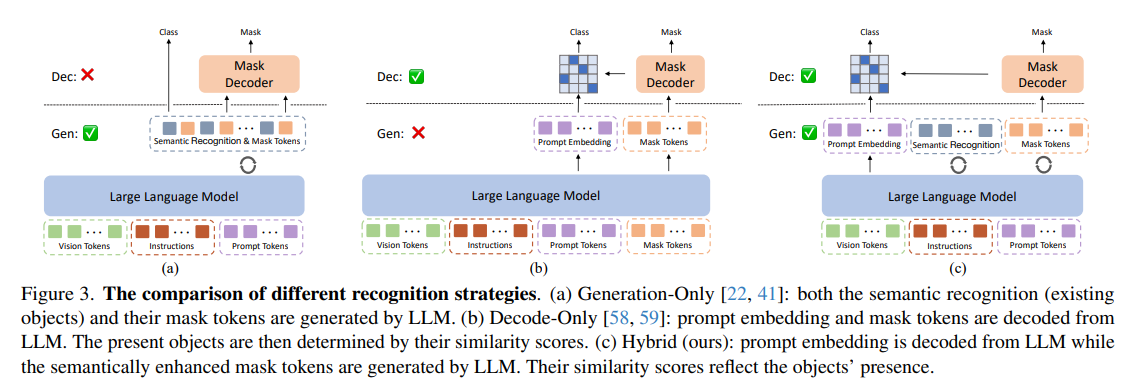 Class Mask Class Mask Class Mask
Dec: Mask Decoder Dec: Mask Decoder Dec: Mask Decoder
Gen: Gen: Gen:
Semantic Recognition & Mask Tokens Prompt Embedding Mask Tokens Prompt Embedding Semantic Recognition Mask Tokens
Large Language Model Large Language Model Large Language Model
Vision Tokens Instructions Prompt Tokens Vision Tokens Instructions Prompt Tokens Mask Tokens Vision Tokens Instructions Prompt Tokens
(a) (b) (c)
Figure 3. The comparison of different recognition strategies. (a) Generation-Only [22, 41]: both the semantic recognition (existing
objects) and their mask tokens are generated by LLM. (b) Decode-Only [58, 59]: prompt embedding and mask tokens are decoded from
LLM. The present objects are then determined by their similarity scores. (c) Hybrid (ours): prompt embedding is decoded from LLM while
the semantically enhanced mask tokens are generated by LLM. Their similarity scores reflect the objects' presence.